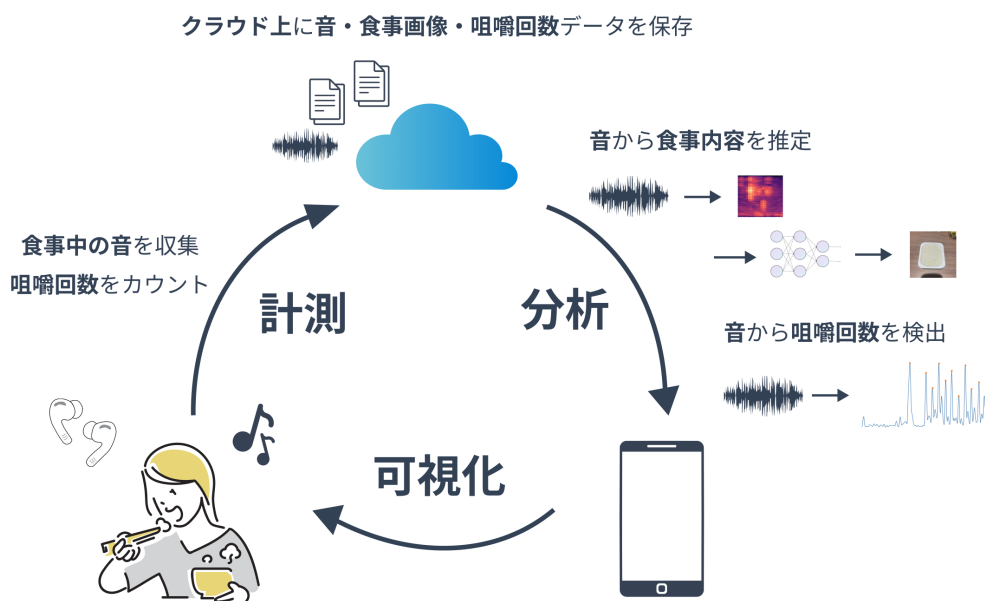 クラウド上に音・食事画像・咀嚼回数データを保存
音から食事内容を推定
食事中の音を収集
咀嚼回数をカウント
計測
分析
音から咀嚼回数を検出
可視化